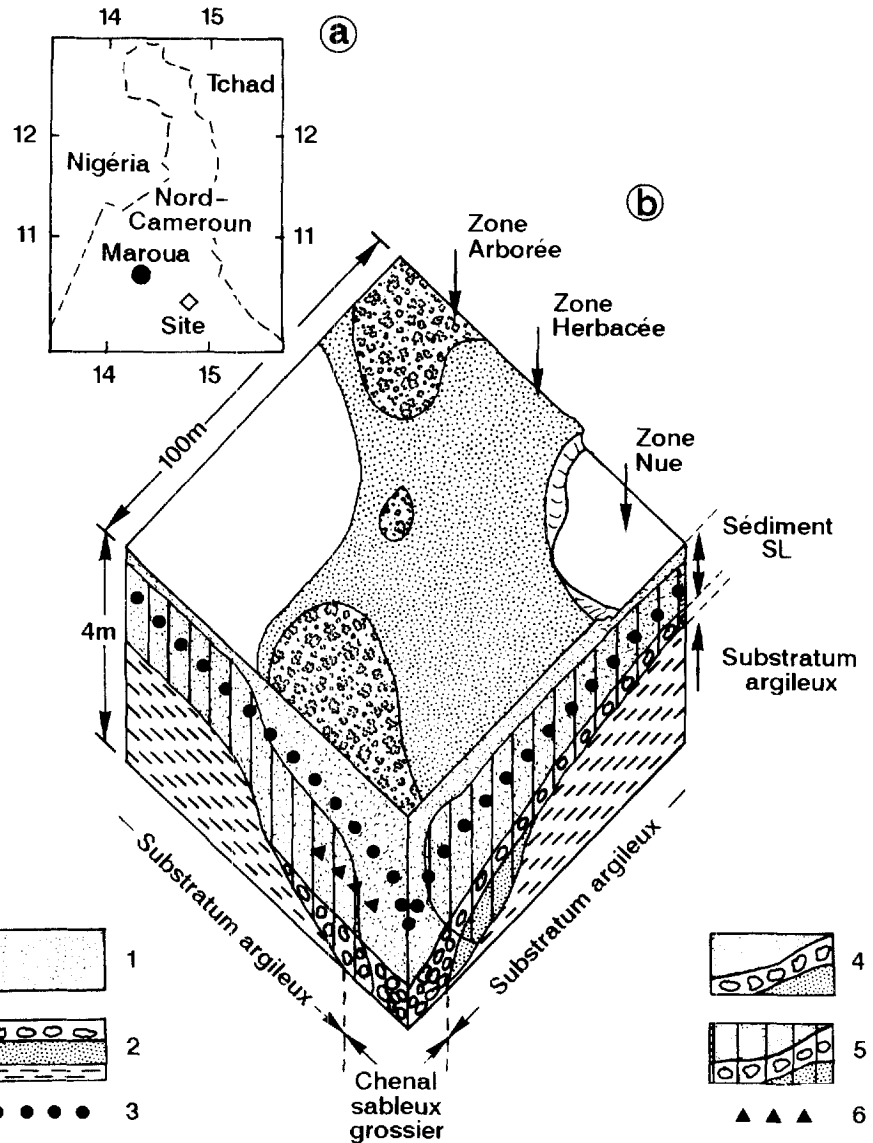 14 15
a
Tchad
12 12
Nigéria
Nord-
Cameroun
11 11
Maroua
Site
14 15
b
Zone
Arborée
Zone
Herbacée
Zone
Nue
100m
Sédiment
SL
4m
Substratum
argileux
Substratum argileux
Substratum argileux
Chenal
sableux
grossier
1
2
3
4
5
6